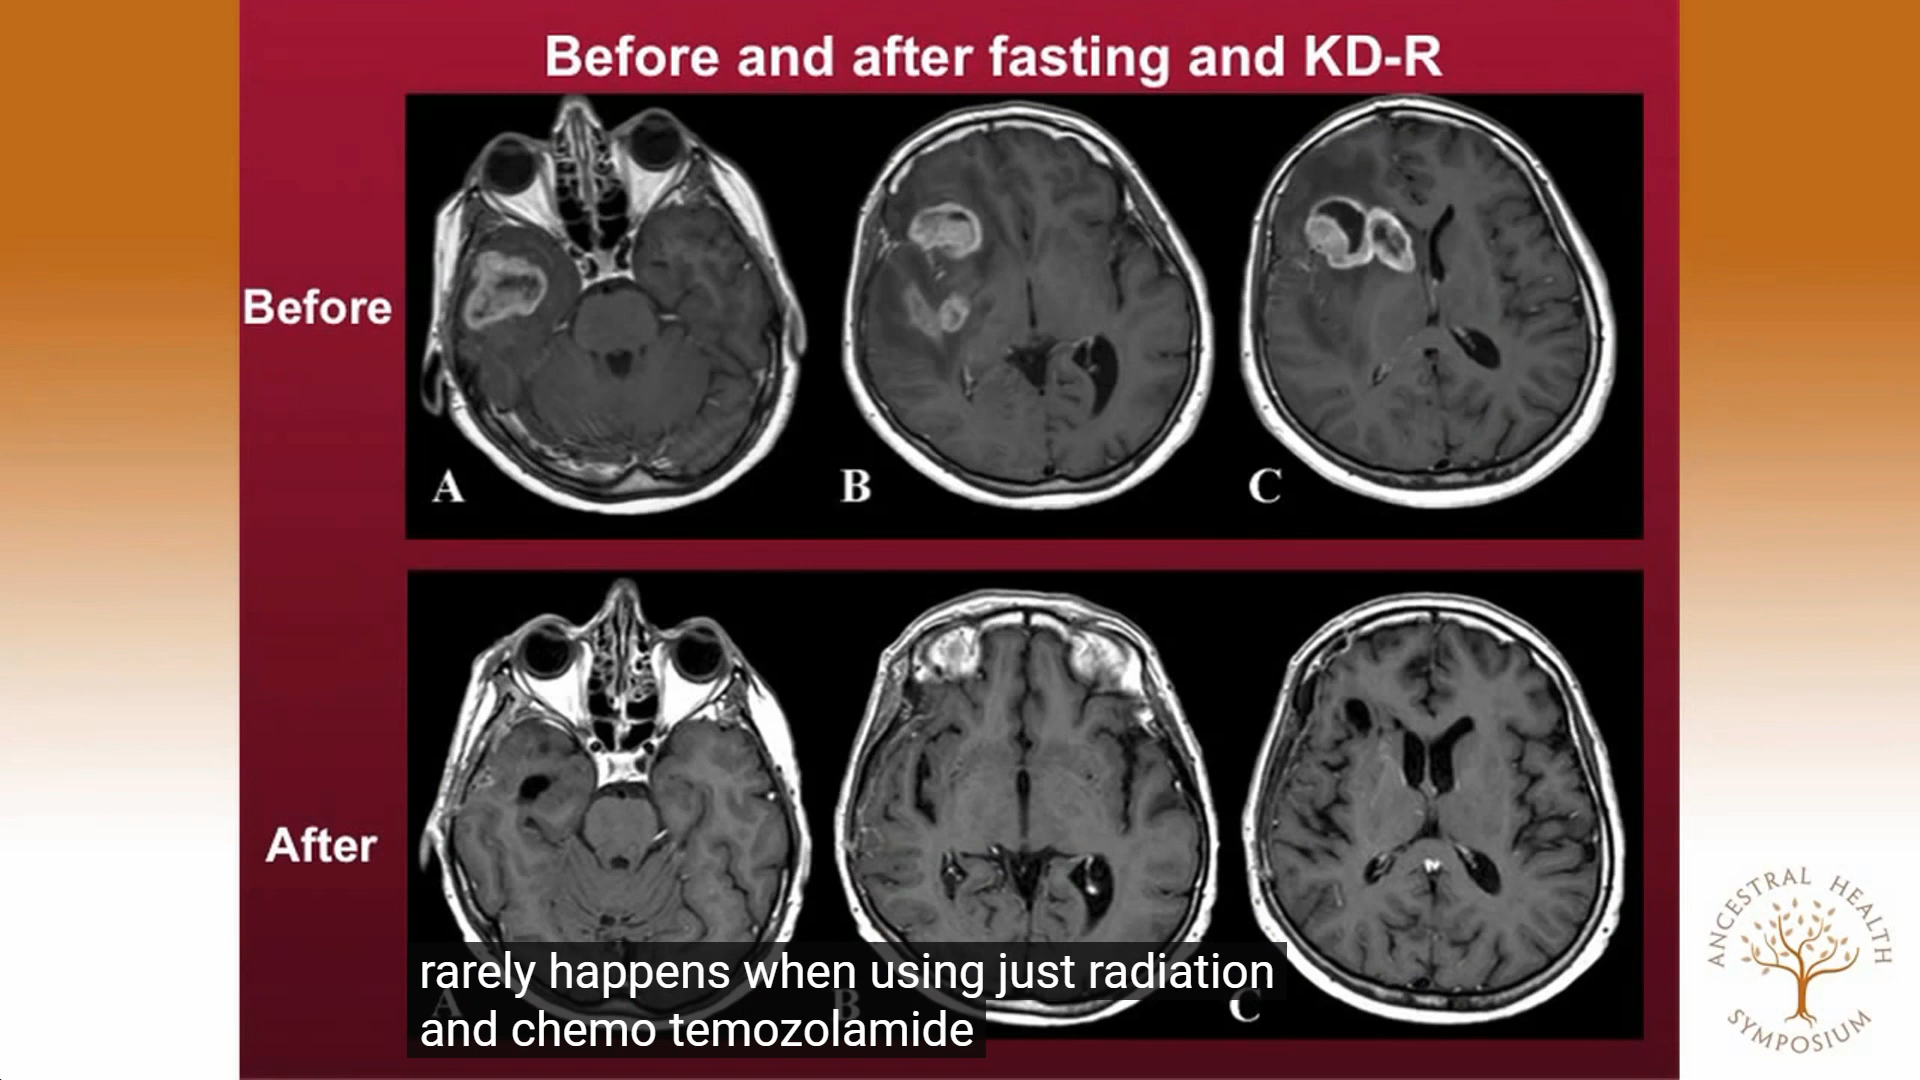 Before and after fasting and KD-R
Before
A
B
C
After
A
B
C
rarely happens when using just radiation
and chemo temozolamide
ANCESTRAL HEALTH
SYMPOSIUM